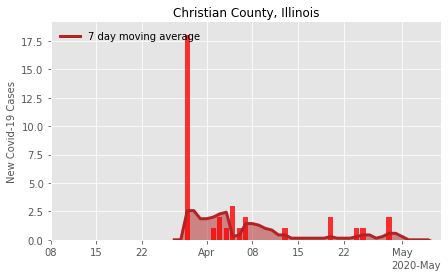 Christian County, Illinois
7 day moving average
New Covid-19 Cases
17.5
15.0
12.5
10.0
7.5
5.0
2.5
0.0
08 15 22 Apr 08 15 22 May
2020-May